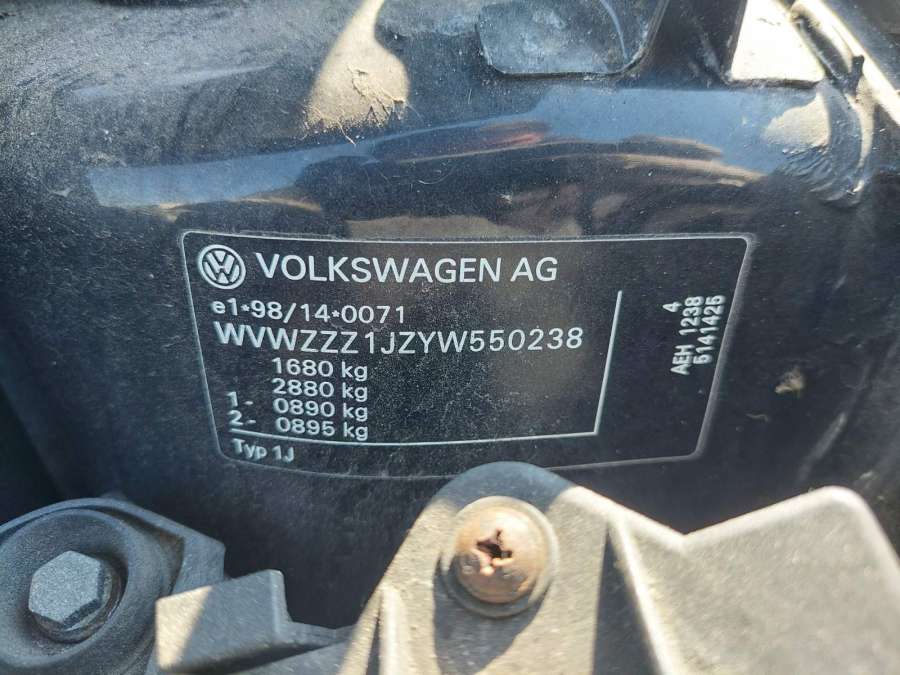 VOLKSWAGEN AG
e1*98/14*0071
WVWZZZ1JZYW550238
1680 kg
2880 kg
1- 0890 kg
2- 0895 kg
Typ 1J
4
AEH 1238
5141425